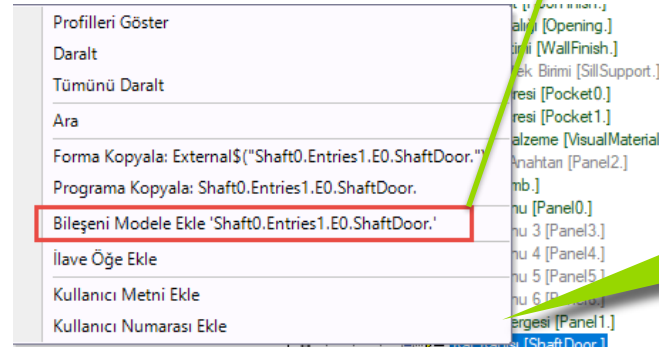 Profilleri Göster
Daralt
Tümünü Daralt
Ara
Forma Kopyala: External$("Shaft0.Entries1.E0.ShaftDoor.")
Programa Kopyala: Shaft0.Entries1.E0.ShaftDoor.
Bileşeni Modele Ekle 'Shaft0.Entries1.E0.ShaftDoor.'
İlave Öğe Ekle
Kullanıcı Metni Ekle
Kullanıcı Numarası Ekle
[Opening.]
[WallFinish.]
Birimi [SillSupport.]
[Pocket0.]
[Pocket1.]
[VisualMaterial
Anahtarı [Panel2.]
[Panel0.]
3 [Panel3.]
4 [Panel4.]
5 [Panel5.]
6
[Panel1.]
[ShaftDoor.]